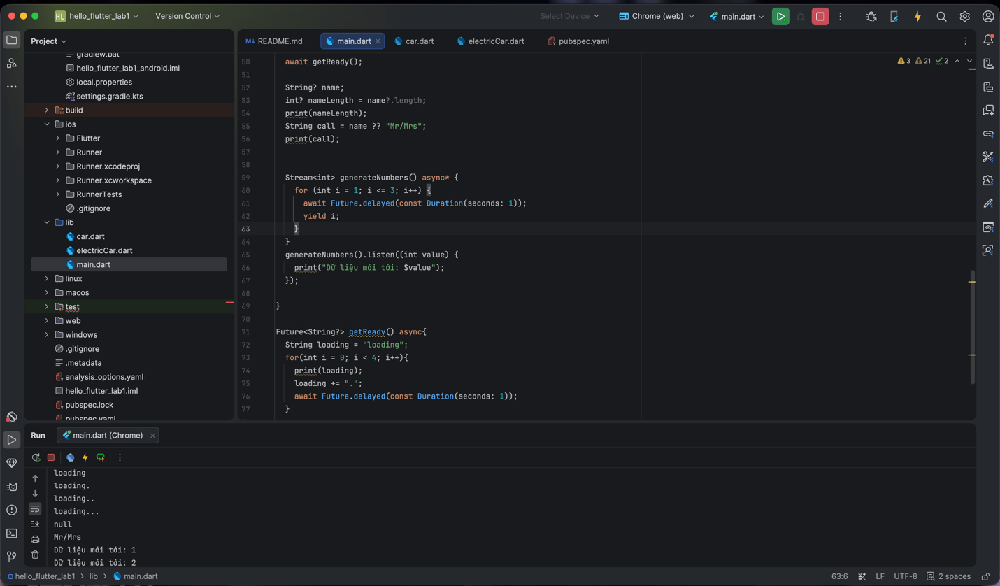 HL hello_flutter_lab1 Version Control Select Device Chrome (web) main.dart
Project
gradlew.bat
hello_flutter_lab1_android.iml
local.properties
settings.gradle.kts
build
ios
Flutter
Runner
Runner.xcodeproj
Runner.xcworkspace
RunnerTests
.gitignore
lib
car.dart
electricCar.dart
main.dart
linux
macos
test
web
windows
.gitignore
.metadata
analysis_options.yaml
hello_flutter_lab1.iml
pubspec.lock
pubspec.yaml
M↓ README.md main.dart car.dart electricCar.dart pubspec.yaml
3 21 2
50 await getReady();
51
52 String? name;
53 int? nameLength = name?.length;
54 print(nameLength);
55 String call = name ?? "Mr/Mrs";
56 print(call);
57
58
59 Stream<int> generateNumbers() async* {
60 for (int i = 1; i <= 3; i++) {
61 await Future.delayed(const Duration(seconds: 1));
62 yield i;
63 }
64 }
65 generateNumbers().listen((int value) {
66 print("Dữ liệu mới tới: $value");
67 });
68
69 }
70
71 Future<String?> getReady() async{
72 String loading = "loading";
73 for(int i = 0; i < 4; i++){
74 print(loading);
75 loading += ".";
76 await Future.delayed(const Duration(seconds: 1));
77 }
Run main.dart (Chrome)
loading
loading.
loading..
loading...
null
Mr/Mrs
Dữ liệu mới tới: 1
Dữ liệu mới tới: 2
hello_flutter_lab1 lib main.dart 63:6 LF UTF-8 2 spaces